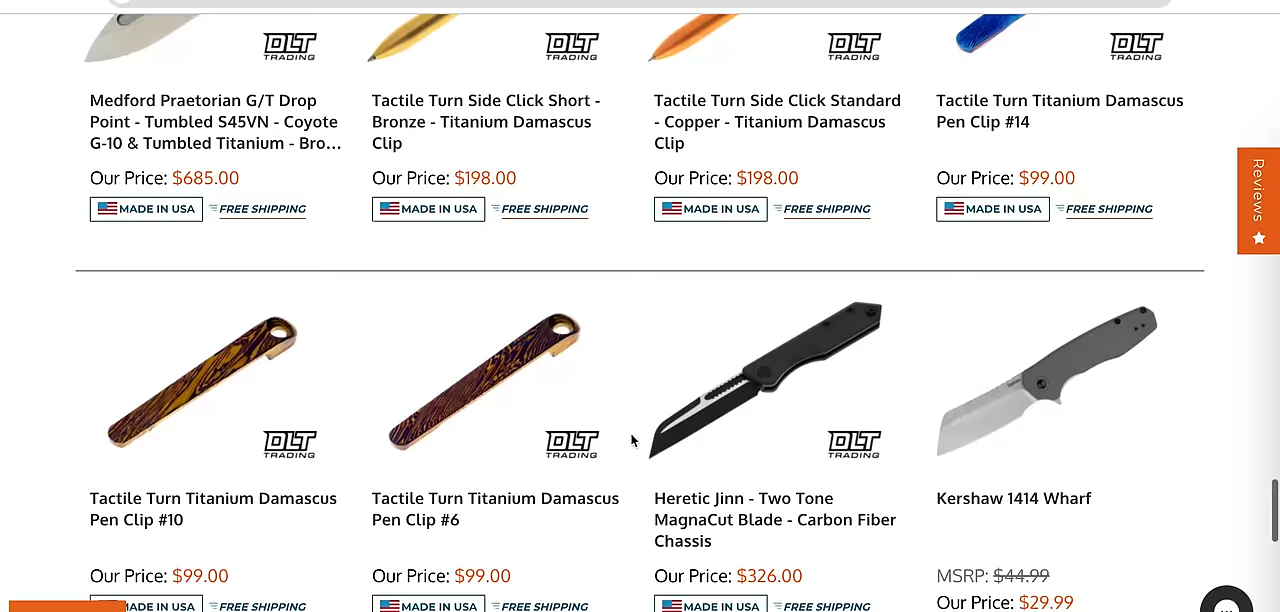 DLT
TRADING
DLT
TRADING
DLT
TRADING
DLT
TRADING
Medford Praetorian G/T Drop
Point - Tumbled S45VN - Coyote
G-10 & Tumbled Titanium - Bro...
Our Price: $685.00
MADE IN USA FREE SHIPPING
Tactile Turn Side Click Short -
Bronze - Titanium Damascus
Clip
Our Price: $198.00
MADE IN USA FREE SHIPPING
Tactile Turn Side Click Standard
- Copper - Titanium Damascus
Clip
Our Price: $198.00
MADE IN USA FREE SHIPPING
Tactile Turn Titanium Damascus
Pen Clip #14
Our Price: $99.00
MADE IN USA FREE SHIPPING
Reviews
DLT
TRADING
DLT
TRADING
DLT
TRADING
Tactile Turn Titanium Damascus
Pen Clip #10
Our Price: $99.00
MADE IN USA FREE SHIPPING
Tactile Turn Titanium Damascus
Pen Clip #6
Our Price: $99.00
MADE IN USA FREE SHIPPING
Heretic Jinn - Two Tone
MagnaCut Blade - Carbon Fiber
Chassis
Our Price: $326.00
MADE IN USA FREE SHIPPING
Kershaw 1414 Wharf
MSRP: $44.99
Our Price: $29.99